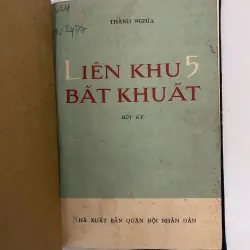 THÀNH NGHĨA
LIÊN KHU 5
BẤT KHUẤT
BÚT KÝ
NHÀ XUẤT BẢN QUÂN ĐỘI NHÂN DÂN